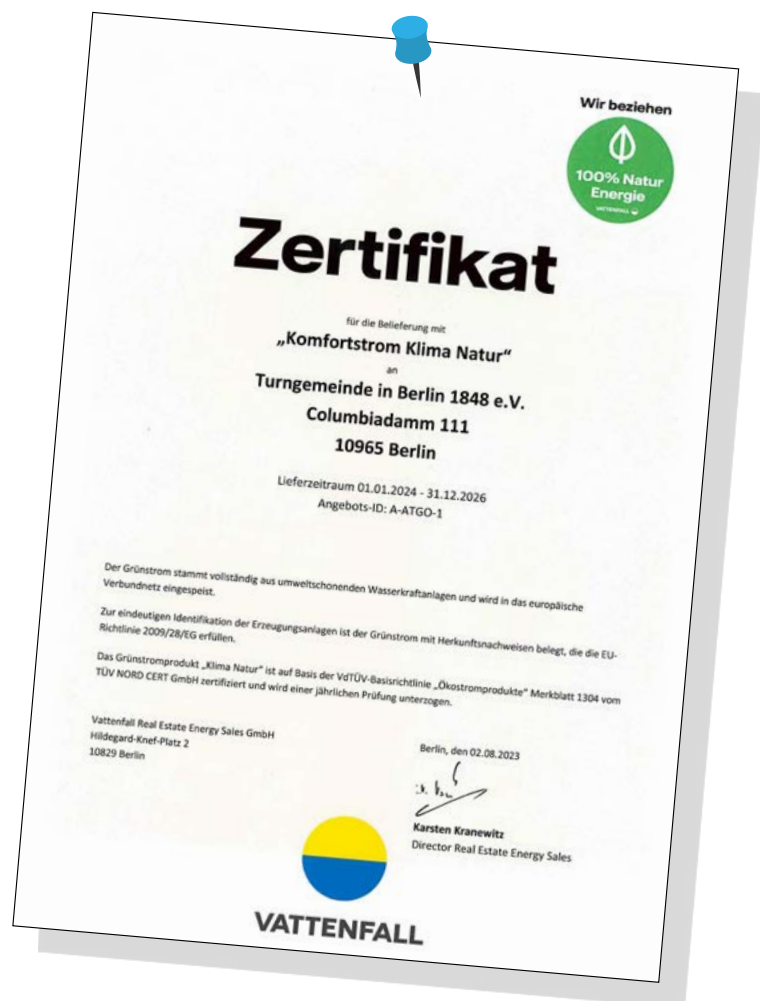 Wir beziehen
100% Natur
Energie
VATTENFALL
Zertifikat
für die Belieferung mit
„Komfortstrom Klima Natur“
an
Turngemeinde in Berlin 1848 e.V.
Columbiadamm 111
10965 Berlin
Lieferzeitraum 01.01.2024 - 31.12.2026
Angebots-ID: A-ATGO-1
Der Grünstrom stammt vollständig aus umweltschonenden Wasserkraftanlagen und wird in das europäische
Verbundnetz eingespeist.
Zur eindeutigen Identifikation der Erzeugungsanlagen ist der Grünstrom mit Herkunftsnachweisen belegt, die die EU-
Richtlinie 2009/28/EG erfüllen.
Das Grünstromprodukt „Klima Natur“ ist auf Basis der VdTÜV-Basisrichtlinie „Ökostromprodukte“ Merkblatt 1304 vom
TÜV NORD CERT GmbH zertifiziert und wird einer jährlichen Prüfung unterzogen.
Vattenfall Real Estate Energy Sales GmbH
Hildegard-Knef-Platz 2
10829 Berlin
Berlin, den 02.08.2023
Karsten Kranewitz
Director Real Estate Energy Sales
VATTENFALL